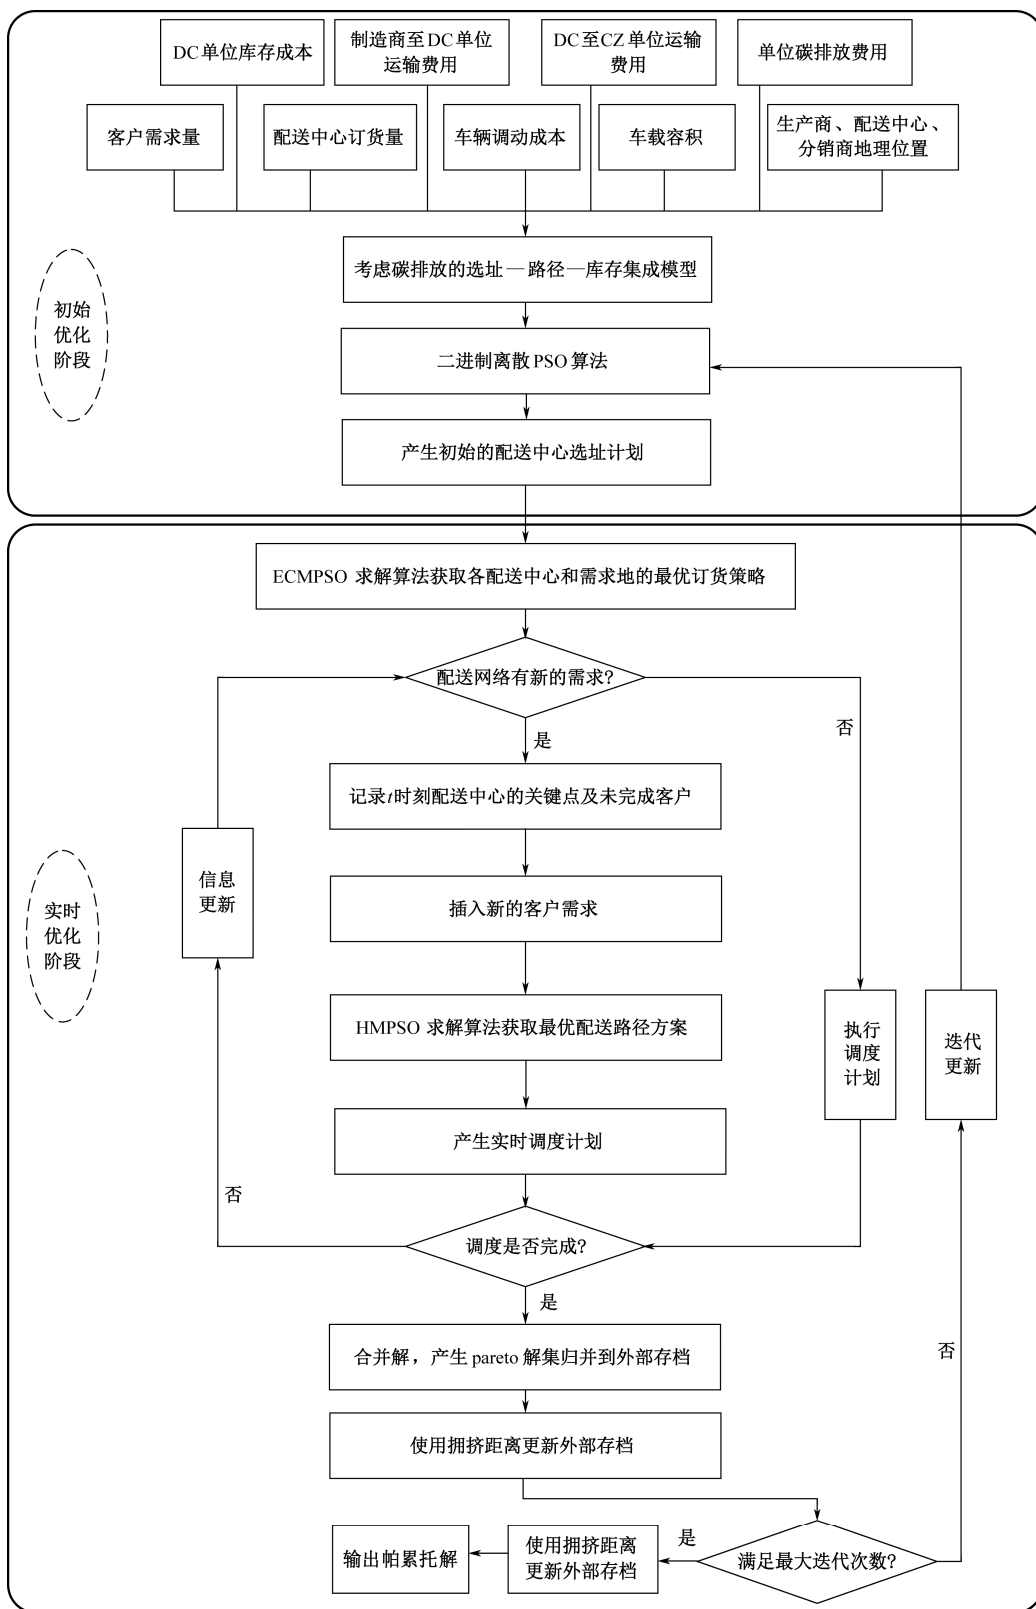 DC单位库存成本
制造商至DC单位
运输费用
DC至CZ单位运输
费用
单位碳排放费用
客户需求量
配送中心订货量
车辆调动成本
车载容积
生产商、配送中心、
分销商地理位置
考虑碳排放的选址—路径—库存集成模型
初始
优化
阶段
二进制离散PSO算法
产生初始的配送中心选址计划
ECMPSO 求解算法获取各配送中心和需求地的最优订货策略
配送网络有新的需求?
否
是
记录t时刻配送中心的关键点及未完成客户
信息
更新
插入新的客户需求
实时
优化
阶段
HMPSO 求解算法获取最优配送路径方案
执行
调度
计划
迭代
更新
产生实时调度计划
否
调度是否完成?
是
合并解，产生pareto解集归并到外部存档
否
使用拥挤距离更新外部存档
输出帕累托解
使用拥挤距离
更新外部存档
是
满足最大迭代次数?